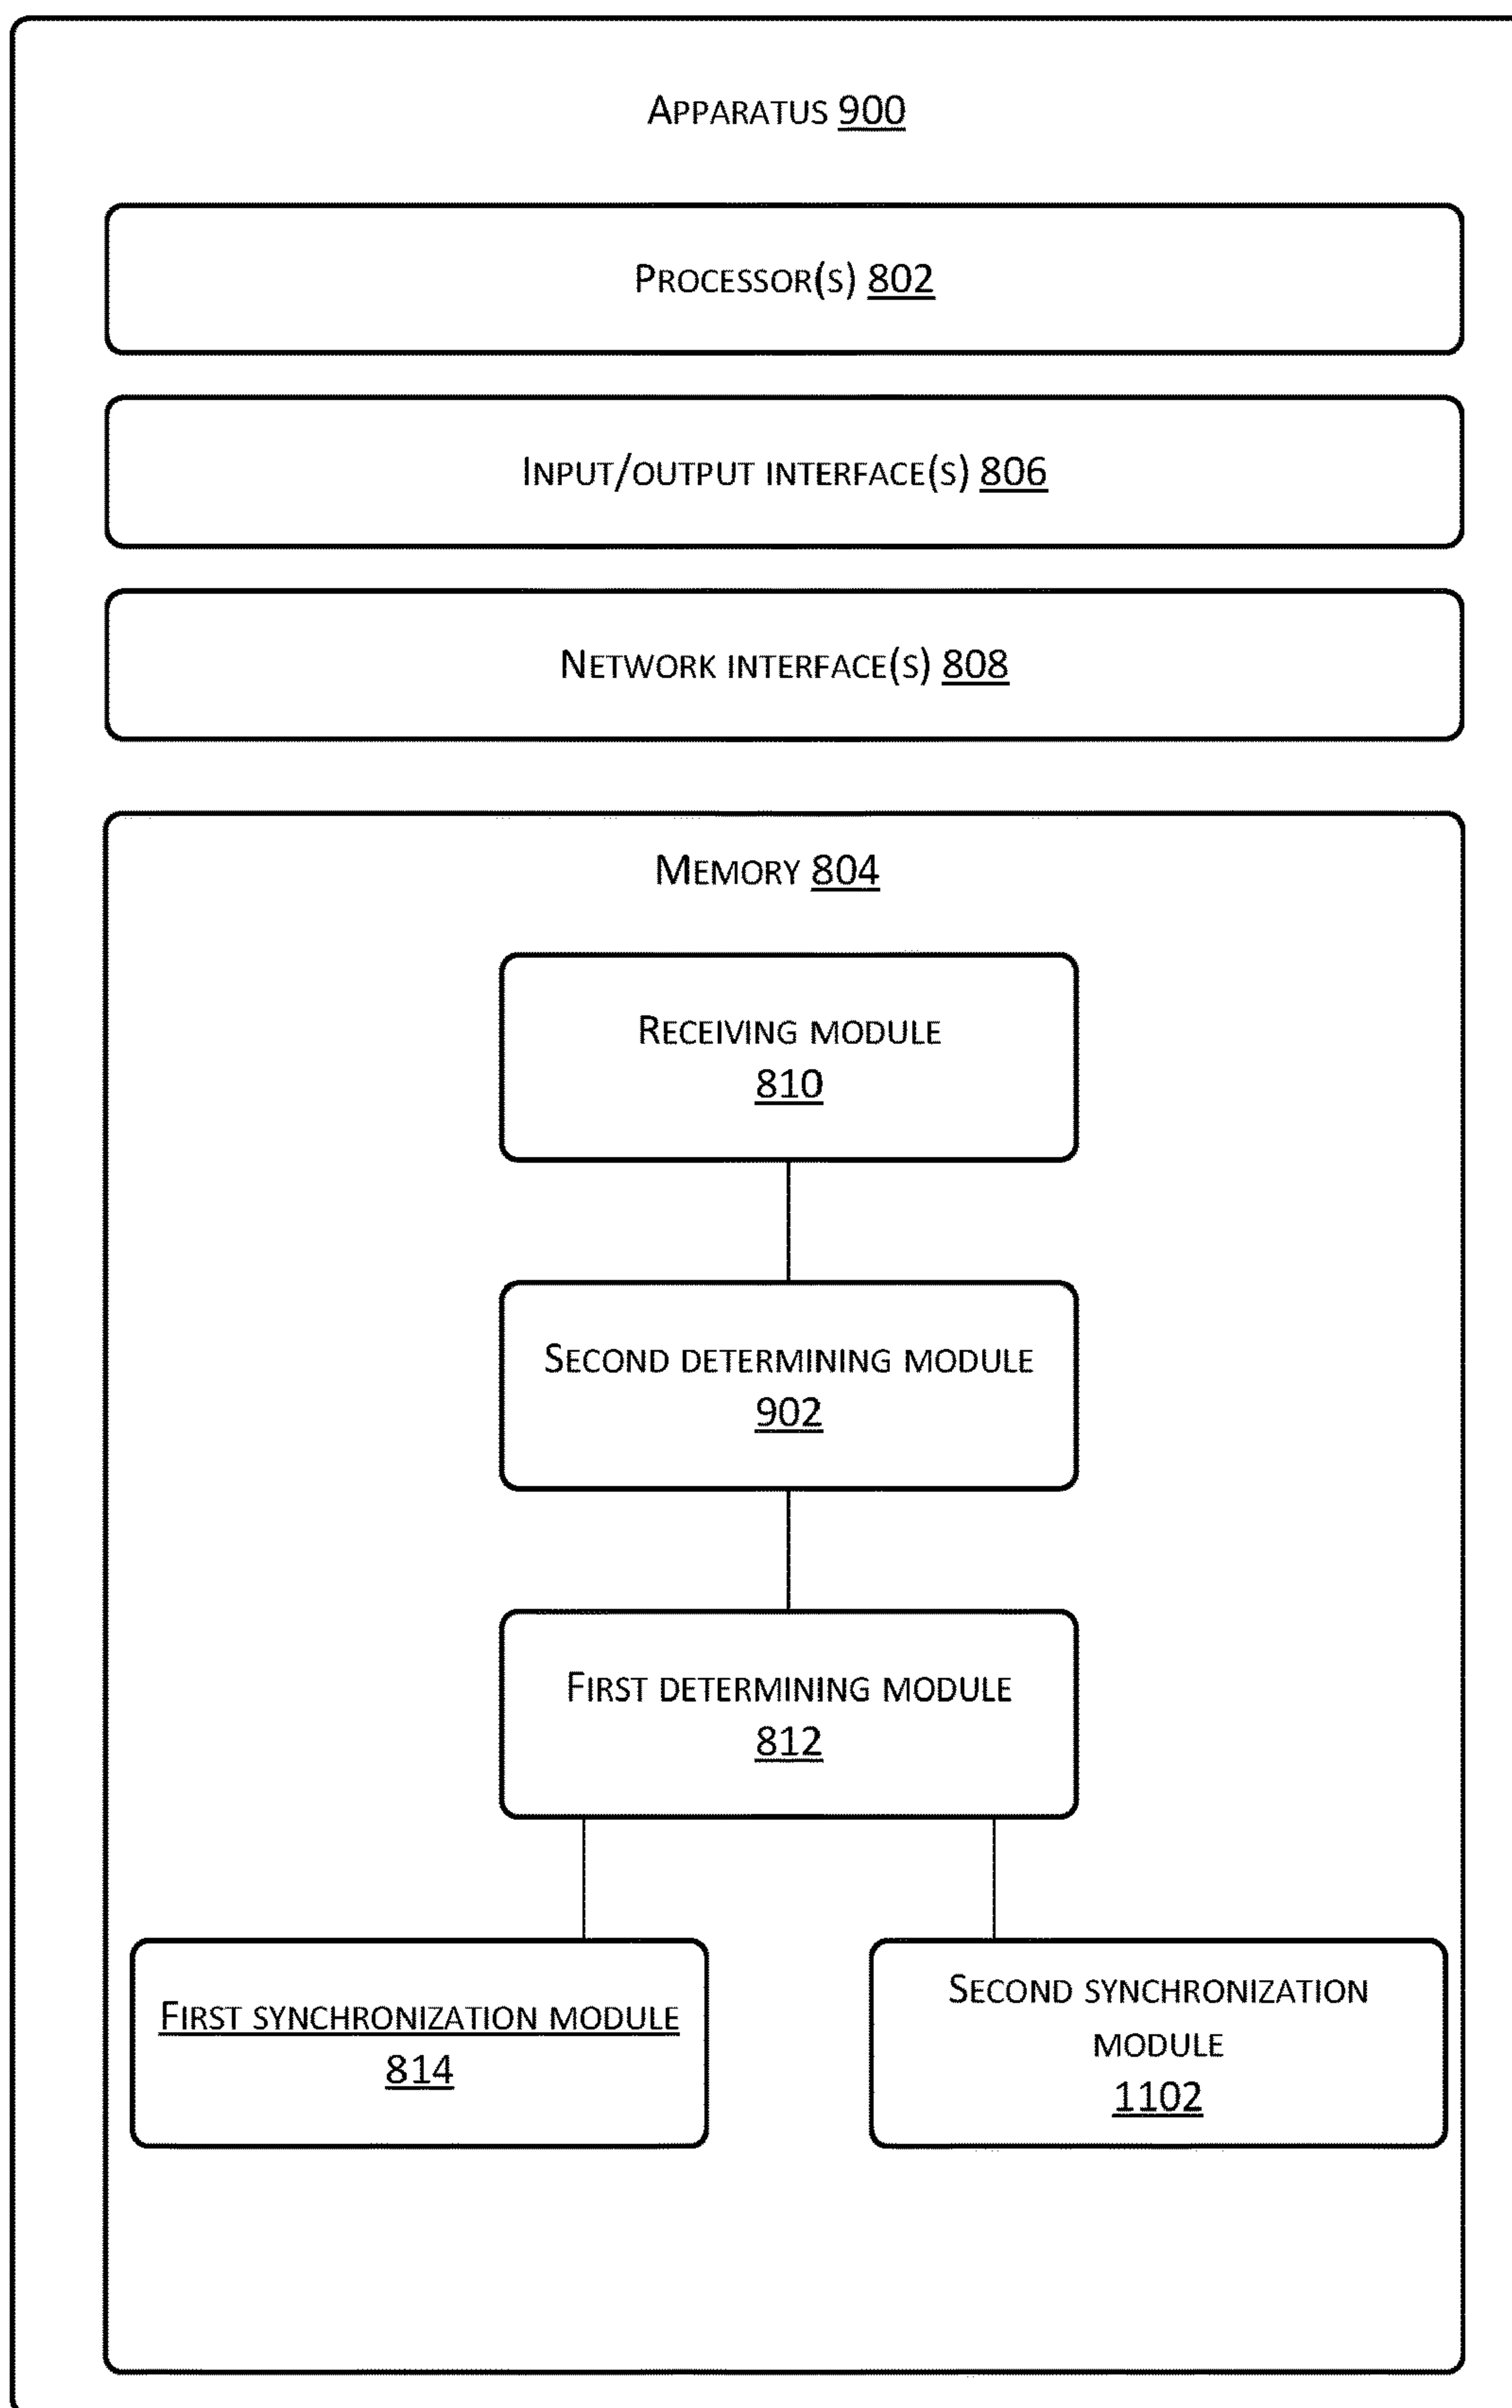 Apparatus 900
Processor(s) 802
Input/output interface(s) 806
Network interface(s) 808
Memory 804
Receiving module
810
Second determining module
902
First determining module
812
First synchronization module
814
Second synchronization
module
1102